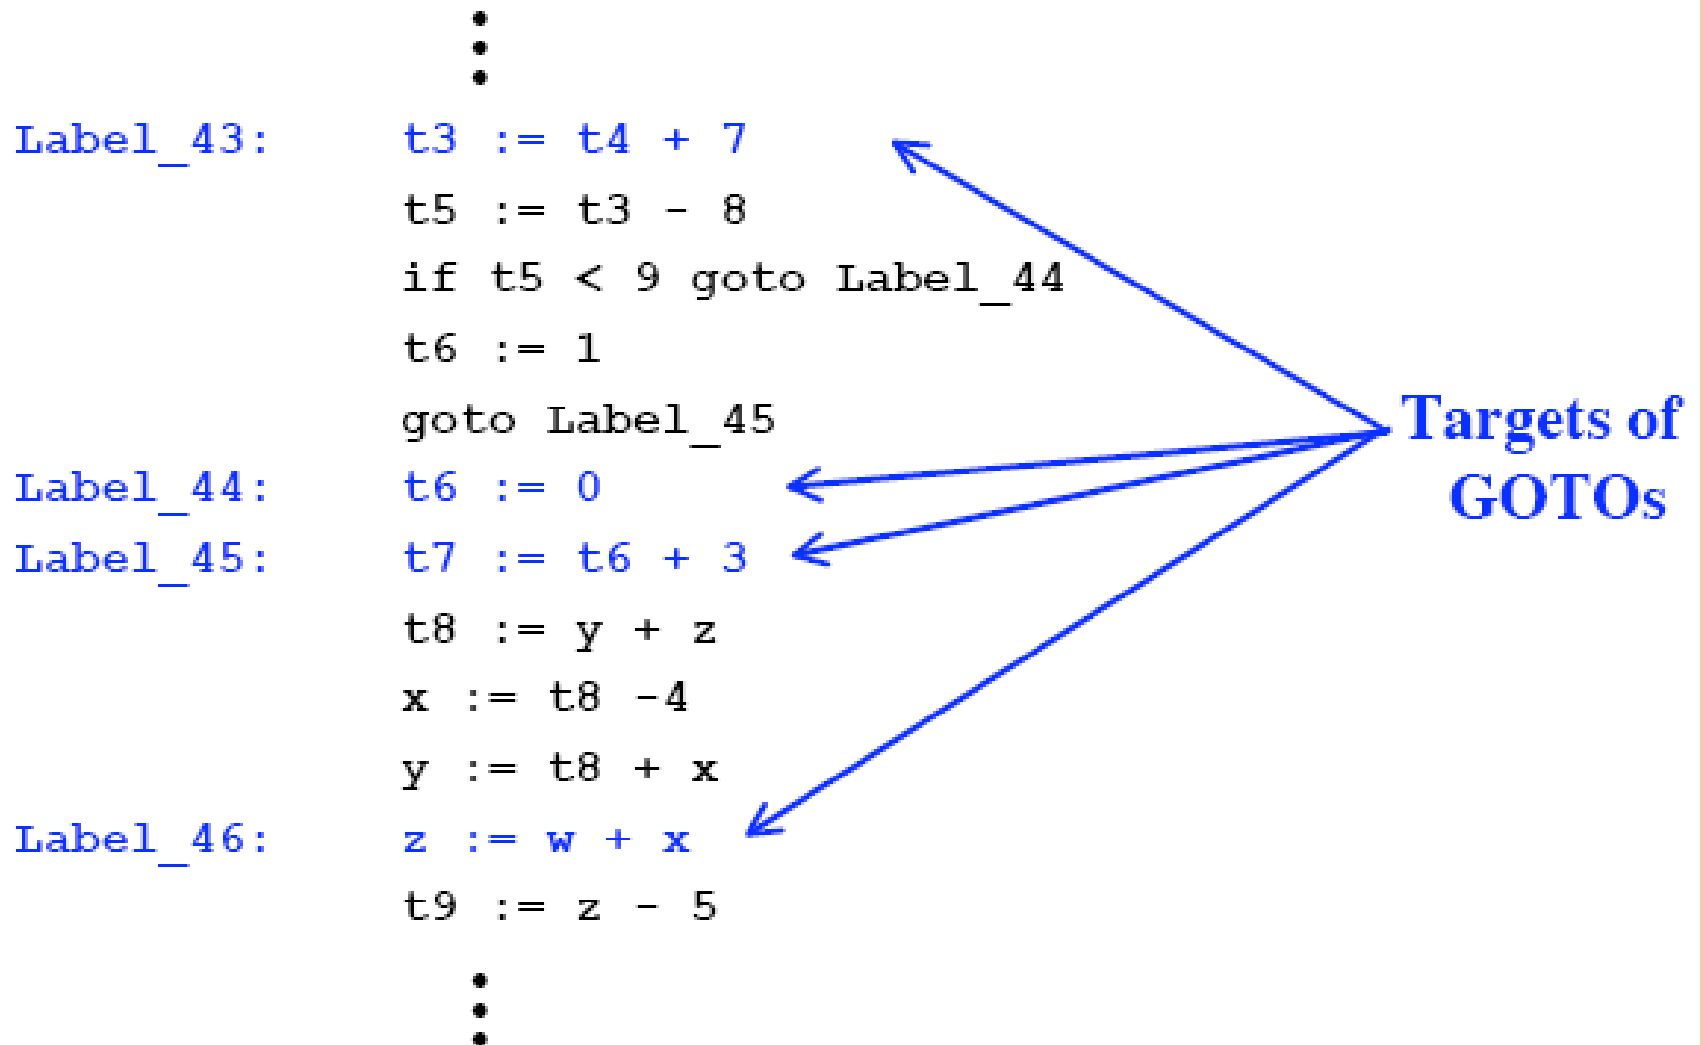 Label_43: t3 := t4 + 7
t5 := t3 - 8
if t5 < 9 goto Label_44
t6 := 1
goto Label_45
Label_44: t6 := 0
Label_45: t7 := t6 + 3
t8 := y + z
x := t8 -4
y := t8 + x
Label_46: z := w + x
t9 := z - 5
Targets of
GOTOs